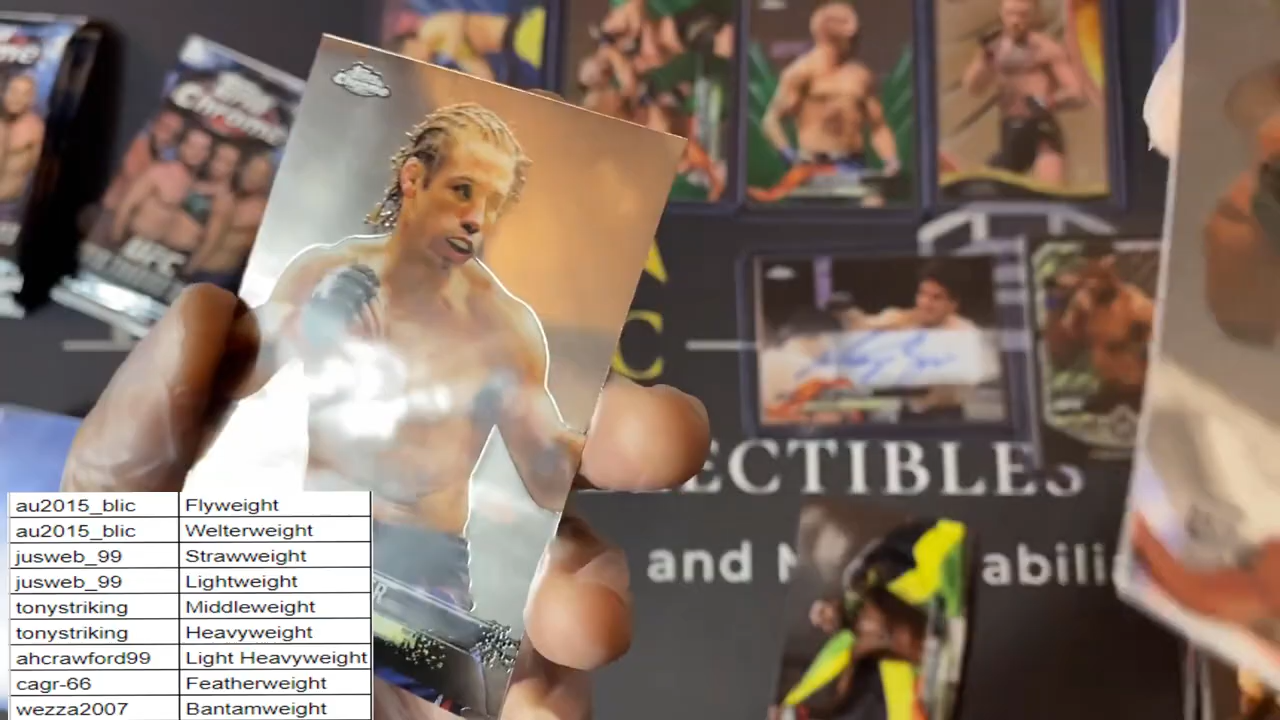 Topps
Chrome
UFC
ECTIBLES
and M abili
au2015_blic Flyweight
au2015_blic Welterweight
jusweb_99 Strawweight
jusweb_99 Lightweight
tonystriking Middleweight
tonystriking Heavyweight
ahcrawford99 Light Heavyweight
cagr-66 Featherweight
wezza2007 Bantamweight